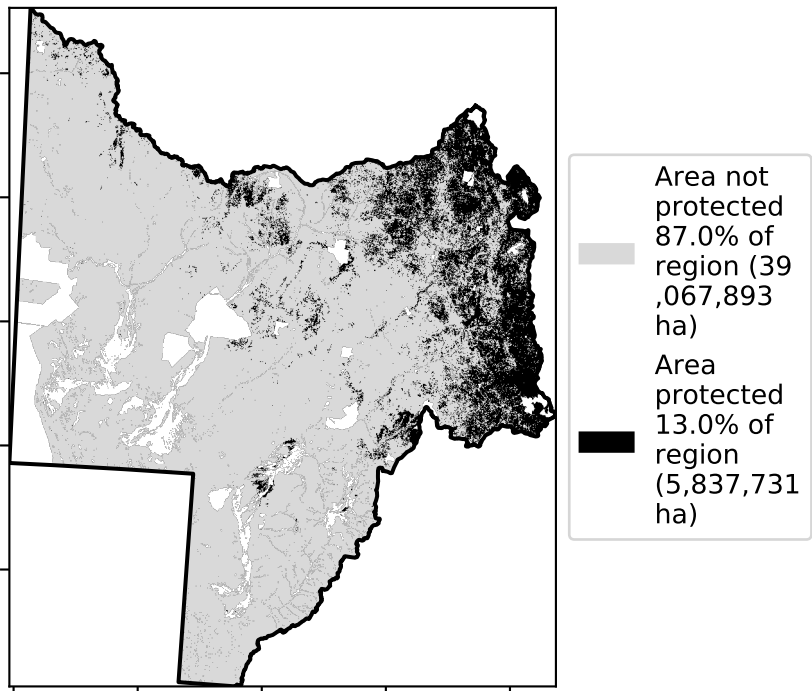 Area not
protected
87.0% of
region (39
,067,893
ha)
Area
protected
13.0% of
region
(5,837,731
ha)